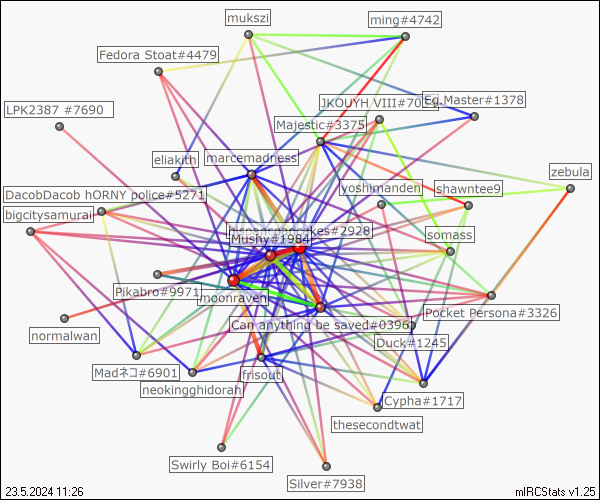 mukszi
ming#4742
Fedora Stoat#4479
JKOUYH VIII#70
Eg.Master#1378
LPK2387 #7690
Majestic#3375
eliakith
marcemadness
zebula
DacobDacob hORNY police#5271
yoshimanden
shawntee9
bigcitysamurai
hispancpancakes#2928
Mushy#1984
somass
Pikabro#9971
moonraven
Pocket Persona#3326
Can anything be saved#0396
normalwan
Duck#1245
Madネコ#6901
frisout
neokingghidorah
Cypha#1717
thesecondtwat
Swirly Boi#6154
Silver#7938
23.5.2024 11:26
mIRCStats v1.25